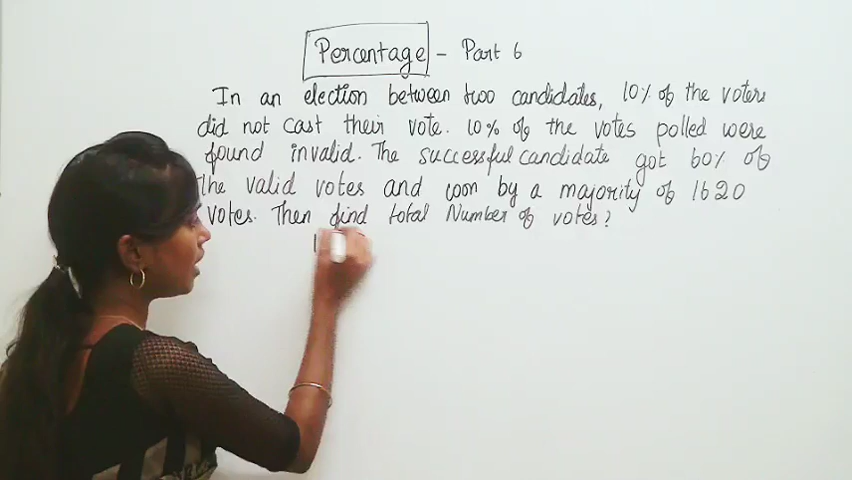 Percentage - Part 6
In an election between two candidates, 10% of the voters
did not cast their vote. 10% of the votes polled were
found invalid. The successful candidate got 60% of
the valid votes and won by a majority of 1620
votes. Then find total Number of votes?